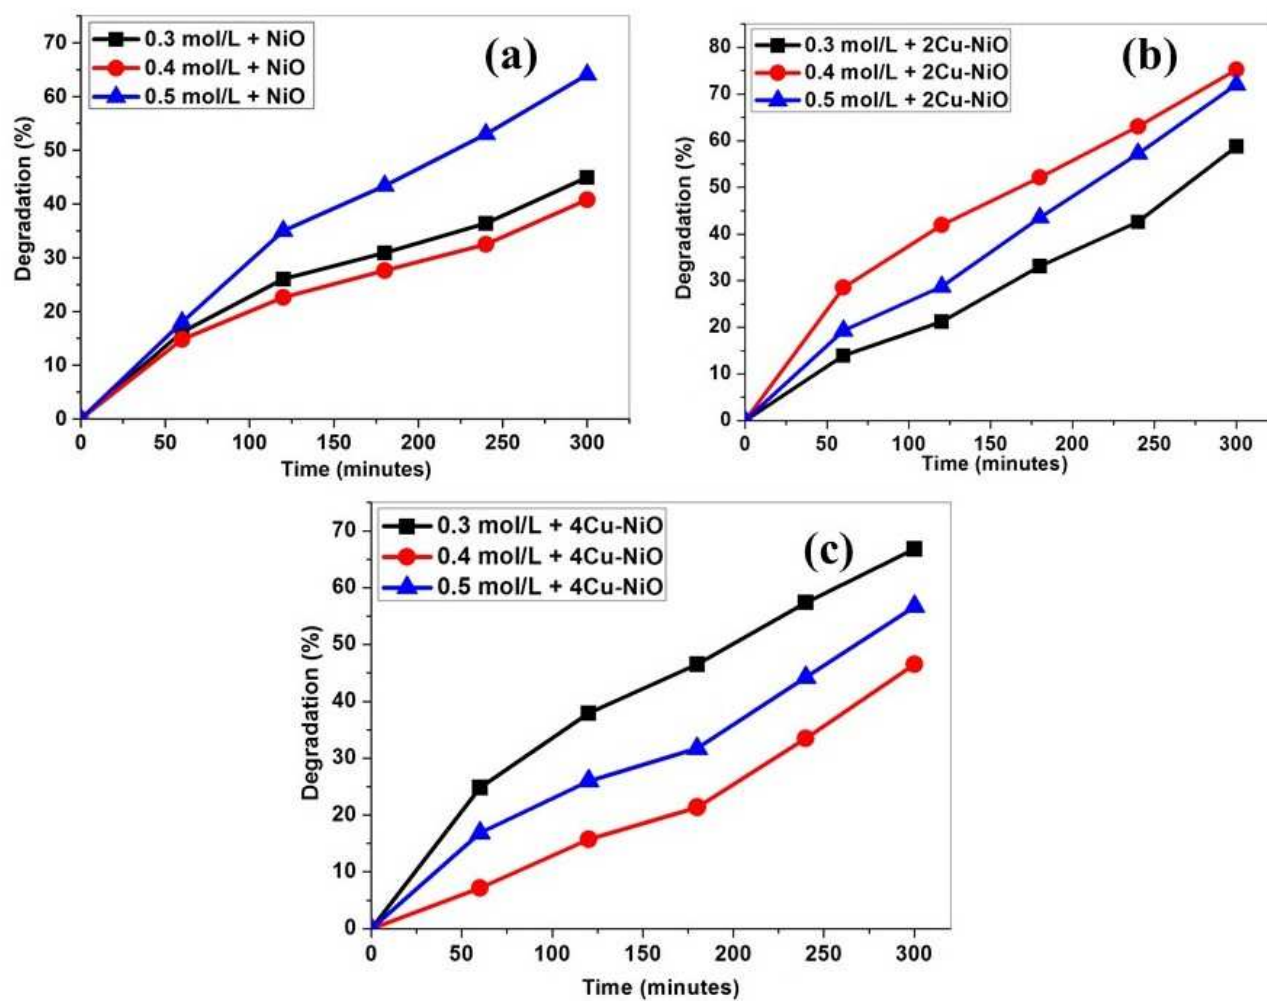 0.3 mol/L + NiO
0.4 mol/L + NiO
0.5 mol/L + NiO
(a)
70
60
50
40
30
20
10
0
Degradation (%)
0 50 100 150 200 250 300
Time (minutes)
0.3 mol/L + 2Cu-NiO
0.4 mol/L + 2Cu-NiO
0.5 mol/L + 2Cu-NiO
(b)
80
70
60
50
40
30
20
10
0
Degradation (%)
0 50 100 150 200 250 300
Time (minutes)
0.3 mol/L + 4Cu-NiO
0.4 mol/L + 4Cu-NiO
0.5 mol/L + 4Cu-NiO
(c)
70
60
50
40
30
20
10
0
Degradation (%)
0 50 100 150 200 250 300
Time (minutes)